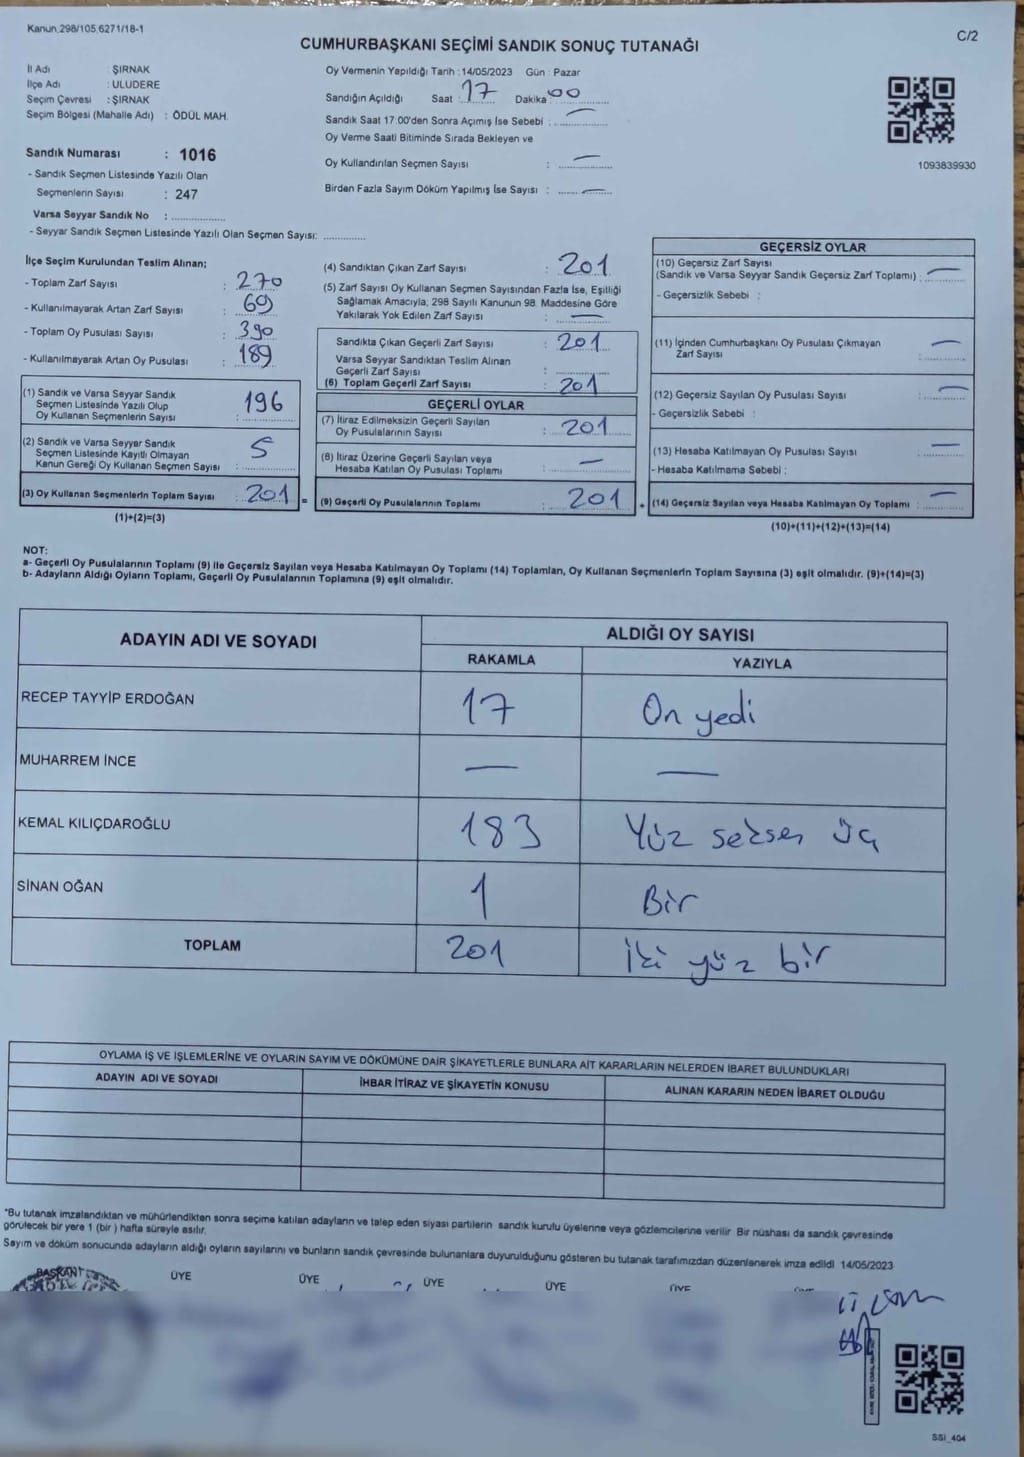 Kanun.298/105.6271/18-1
C/2
CUMHURBAŞKANI SEÇİMİ SANDIK SONUÇ TUTANAĞI
İl Adı : ŞIRNAK
İlçe Adı : ULUDERE
Seçim Çevresi : ŞIRNAK
Seçim Bölgesi (Mahalle Adı) : ÖDÜL MAH.
Sandık Numarası : 1016
- Sandık Seçmen Listesinde Yazılı Olan
Seçmenlerin Sayısı : 247
Varsa Seyyar Sandık No :
- Seyyar Sandık Seçmen Listesinde Yazılı Olan Seçmen Sayısı:
Oy Vermenin Yapıldığı Tarih : 14/05/2023 Gün : Pazar
Sandığın Açıldığı Saat : 17 Dakika 00
Sandık Saat 17:00'den Sonra Açımış İse Sebebi : —
Oy Verme Saati Bitiminde Sırada Bekleyen ve
Oy Kullandırılan Seçmen Sayısı : —
Birden Fazla Sayım Döküm Yapılmış İse Sayısı : —
1093839930
İlçe Seçim Kurulundan Teslim Alınan;
- Toplam Zarf Sayısı : 270
- Kullanılmayarak Artan Zarf Sayısı : 69
- Toplam Oy Pusulası Sayısı : 390
- Kullanılmayarak Artan Oy Pusulası : 189
(1) Sandık ve Varsa Seyyar Sandık
Seçmen Listesinde Yazılı Olup
Oy Kullanan Seçmenlerin Sayısı : 196
(2) Sandık ve Varsa Seyyar Sandık
Seçmen Listesinde Kayıtlı Olmayan
Kanun Gereği Oy Kullanan Seçmen Sayısı : 5
(3) Oy Kullanan Seçmenlerin Toplam Sayısı : 201 =
(1)+(2)=(3)
(4) Sandıktan Çıkan Zarf Sayısı : 201
(5) Zarf Sayısı Oy Kullanan Seçmen Sayısından Fazla İse, Eşitliği
Sağlamak Amacıyla, 298 Sayılı Kanunun 98. Maddesine Göre
Yakılarak Yok Edilen Zarf Sayısı : —
Sandıkta Çıkan Geçerli Zarf Sayısı : 201
Varsa Seyyar Sandıktan Teslim Alınan
Geçerli Zarf Sayısı :
(6) Toplam Geçerli Zarf Sayısı : 201
GEÇERLİ OYLAR
(7) İtiraz Edilmeksizin Geçerli Sayılan
Oy Pusulalarının Sayısı : 201
(8) İtiraz Üzerine Geçerli Sayılan veya
Hesaba Katılan Oy Pusulası Toplamı : —
(9) Geçerli Oy Pusulalarının Toplamı : 201 +
GEÇERSİZ OYLAR
(10) Geçersiz Zarf Sayısı
(Sandık ve Varsa Seyyar Sandık Geçersiz Zarf Toplamı) : —
- Geçersizlik Sebebi :
(11) İçinden Cumhurbaşkanı Oy Pusulası Çıkmayan
Zarf Sayısı : —
(12) Geçersiz Sayılan Oy Pusulası Sayısı : —
- Geçersizlik Sebebi :
(13) Hesaba Katılmayan Oy Pusulası Sayısı : —
- Hesaba Katılmama Sebebi :
(14) Geçersiz Sayılan veya Hesaba Katılmayan Oy Toplamı : —
(10)+(11)+(12)+(13)=(14)
NOT:
a- Geçerli Oy Pusulalarının Toplamı (9) ile Geçersiz Sayılan veya Hesaba Katılmayan Oy Toplamı (14) Toplamları, Oy Kullanan Seçmenlerin Toplam Sayısına (3) eşit olmalıdır. (9)+(14)=(3)
b- Adayların Aldığı Oyların Toplamı, Geçerli Oy Pusulalarının Toplamına (9) eşit olmalıdır.
ADAYIN ADI VE SOYADI
ALDIĞI OY SAYISI
RAKAMLA YAZIYLA
RECEP TAYYİP ERDOĞAN 17 On yedi
MUHARREM İNCE — —
KEMAL KILIÇDAROĞLU 183 Yüz seksen üç
SİNAN OĞAN 1 Bir
TOPLAM 201 iki yüz bir
OYLAMA İŞ VE İŞLEMLERİNE VE OYLARIN SAYIM VE DÖKÜMÜNE DAİR ŞİKAYETLERLE BUNLARA AİT KARARLARIN NELERDEN İBARET BULUNDUKLARI
ADAYIN ADI VE SOYADI İHBAR İTİRAZ VE ŞİKAYETİN KONUSU ALINAN KARARIN NEDEN İBARET OLDUĞU
*Bu tutanak imzalandıktan ve mühürlendikten sonra seçime katılan adayların ve talep eden siyasi partilerin sandık kurulu üyelerine veya gözlemcilerine verilir. Bir nüshası da sandık çevresinde
görülecek bir yere 1 (bir) hafta süreyle asılır.
Sayım ve döküm sonucunda adayların aldığı oyların sayılarını ve bunların sandık çevresinde bulunanlara duyurulduğunu gösteren bu tutanak tarafımızdan düzenlenerek imza edildi 14/05/2023
BAŞKAN ÜYE ÜYE ÜYE ÜYE ÜYE
SSI_404